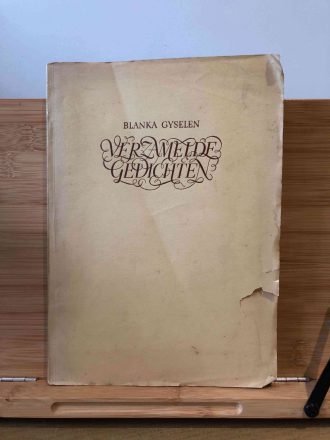 BLANKA GYSELEN
VERZAMELDE
GEDICHTEN